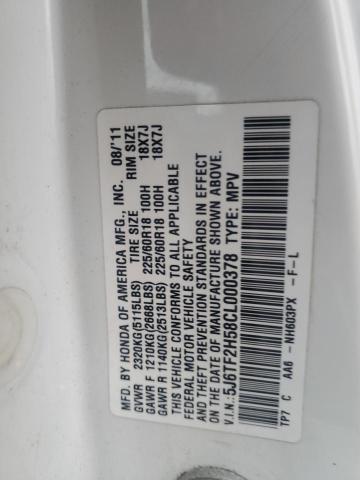 MFD. BY HONDA OF AMERICA MFG., INC. 08/'11
TIRE SIZE RIM SIZE
GVWR 2320KG(5115LBS)
GAWR F 1210KG(2668LBS) 225/60R18 100H 18X7J
GAWR R 1140KG(2513LBS) 225/60R18 100H 18X7J
THIS VEHICLE CONFORMS TO ALL APPLICABLE
FEDERAL MOTOR VEHICLE SAFETY
AND THEFT PREVENTION STANDARDS IN EFFECT
ON THE DATE OF MANUFACTURE SHOWN ABOVE.
V.I.N.: 5J6TF2H58CL000378 TYPE: MPV
TP7 C AA6 -NH603PX -F-L